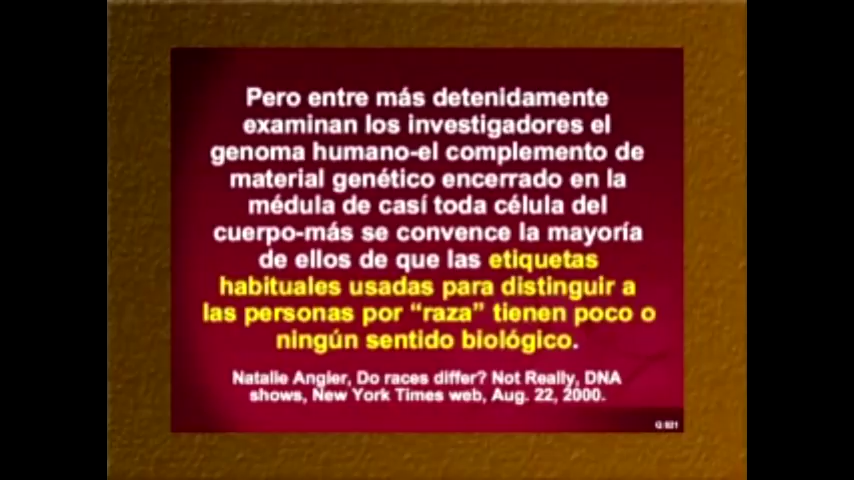 Pero entre más detenidamente
examinan los investigadores el
genoma humano-el complemento de
material genético encerrado en la
médula de casí toda célula del
cuerpo-más se convence la mayoría
de ellos de que las etiquetas
habituales usadas para distinguir a
las personas por “raza” tienen poco o
ningún sentido biológico.
Natalie Angier, Do races differ? Not Really, DNA
shows, New York Times web, Aug. 22, 2000.
G 921